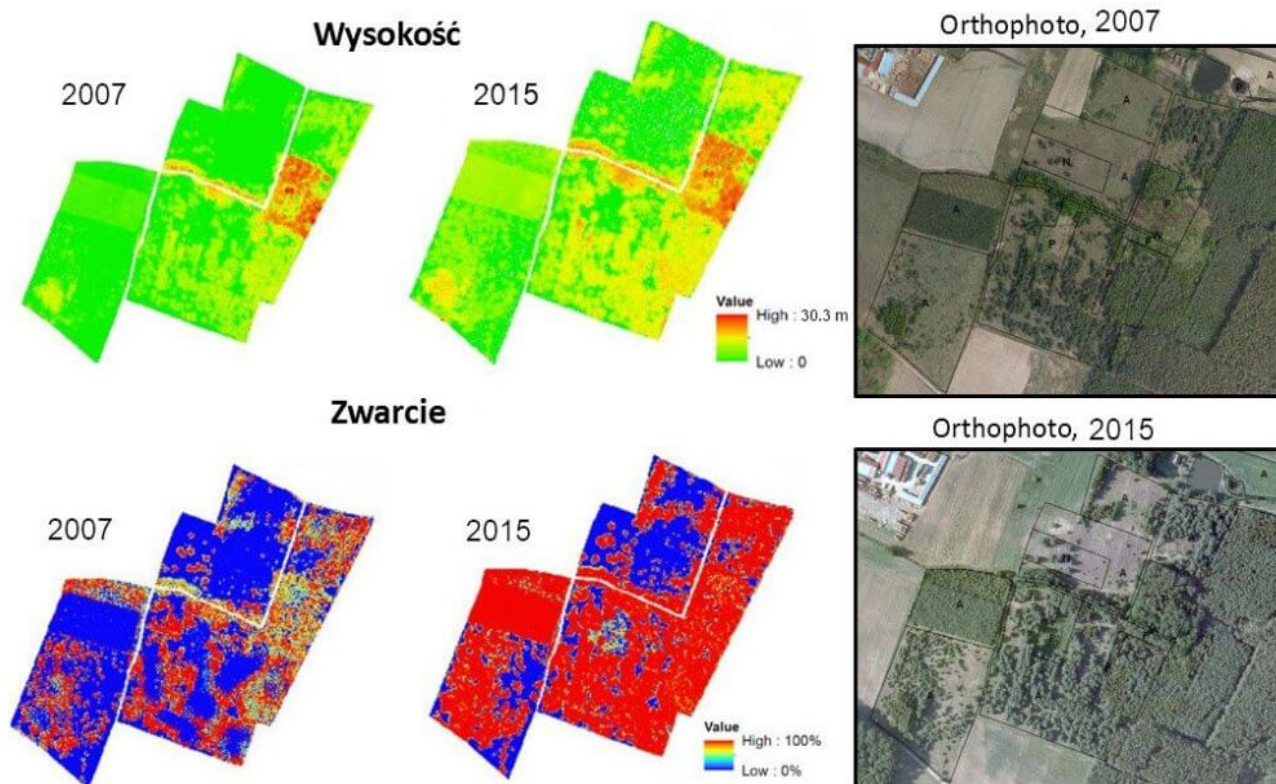 Wysokość
2007
2015
Value
High : 30.3 m
Low : 0
Orthophoto, 2007
A
A
A
N
A
A
P
P
A
Zwarcie
2007
2015
Value
High : 100%
Low : 0%
Orthophoto, 2015
A
A
A
A
A